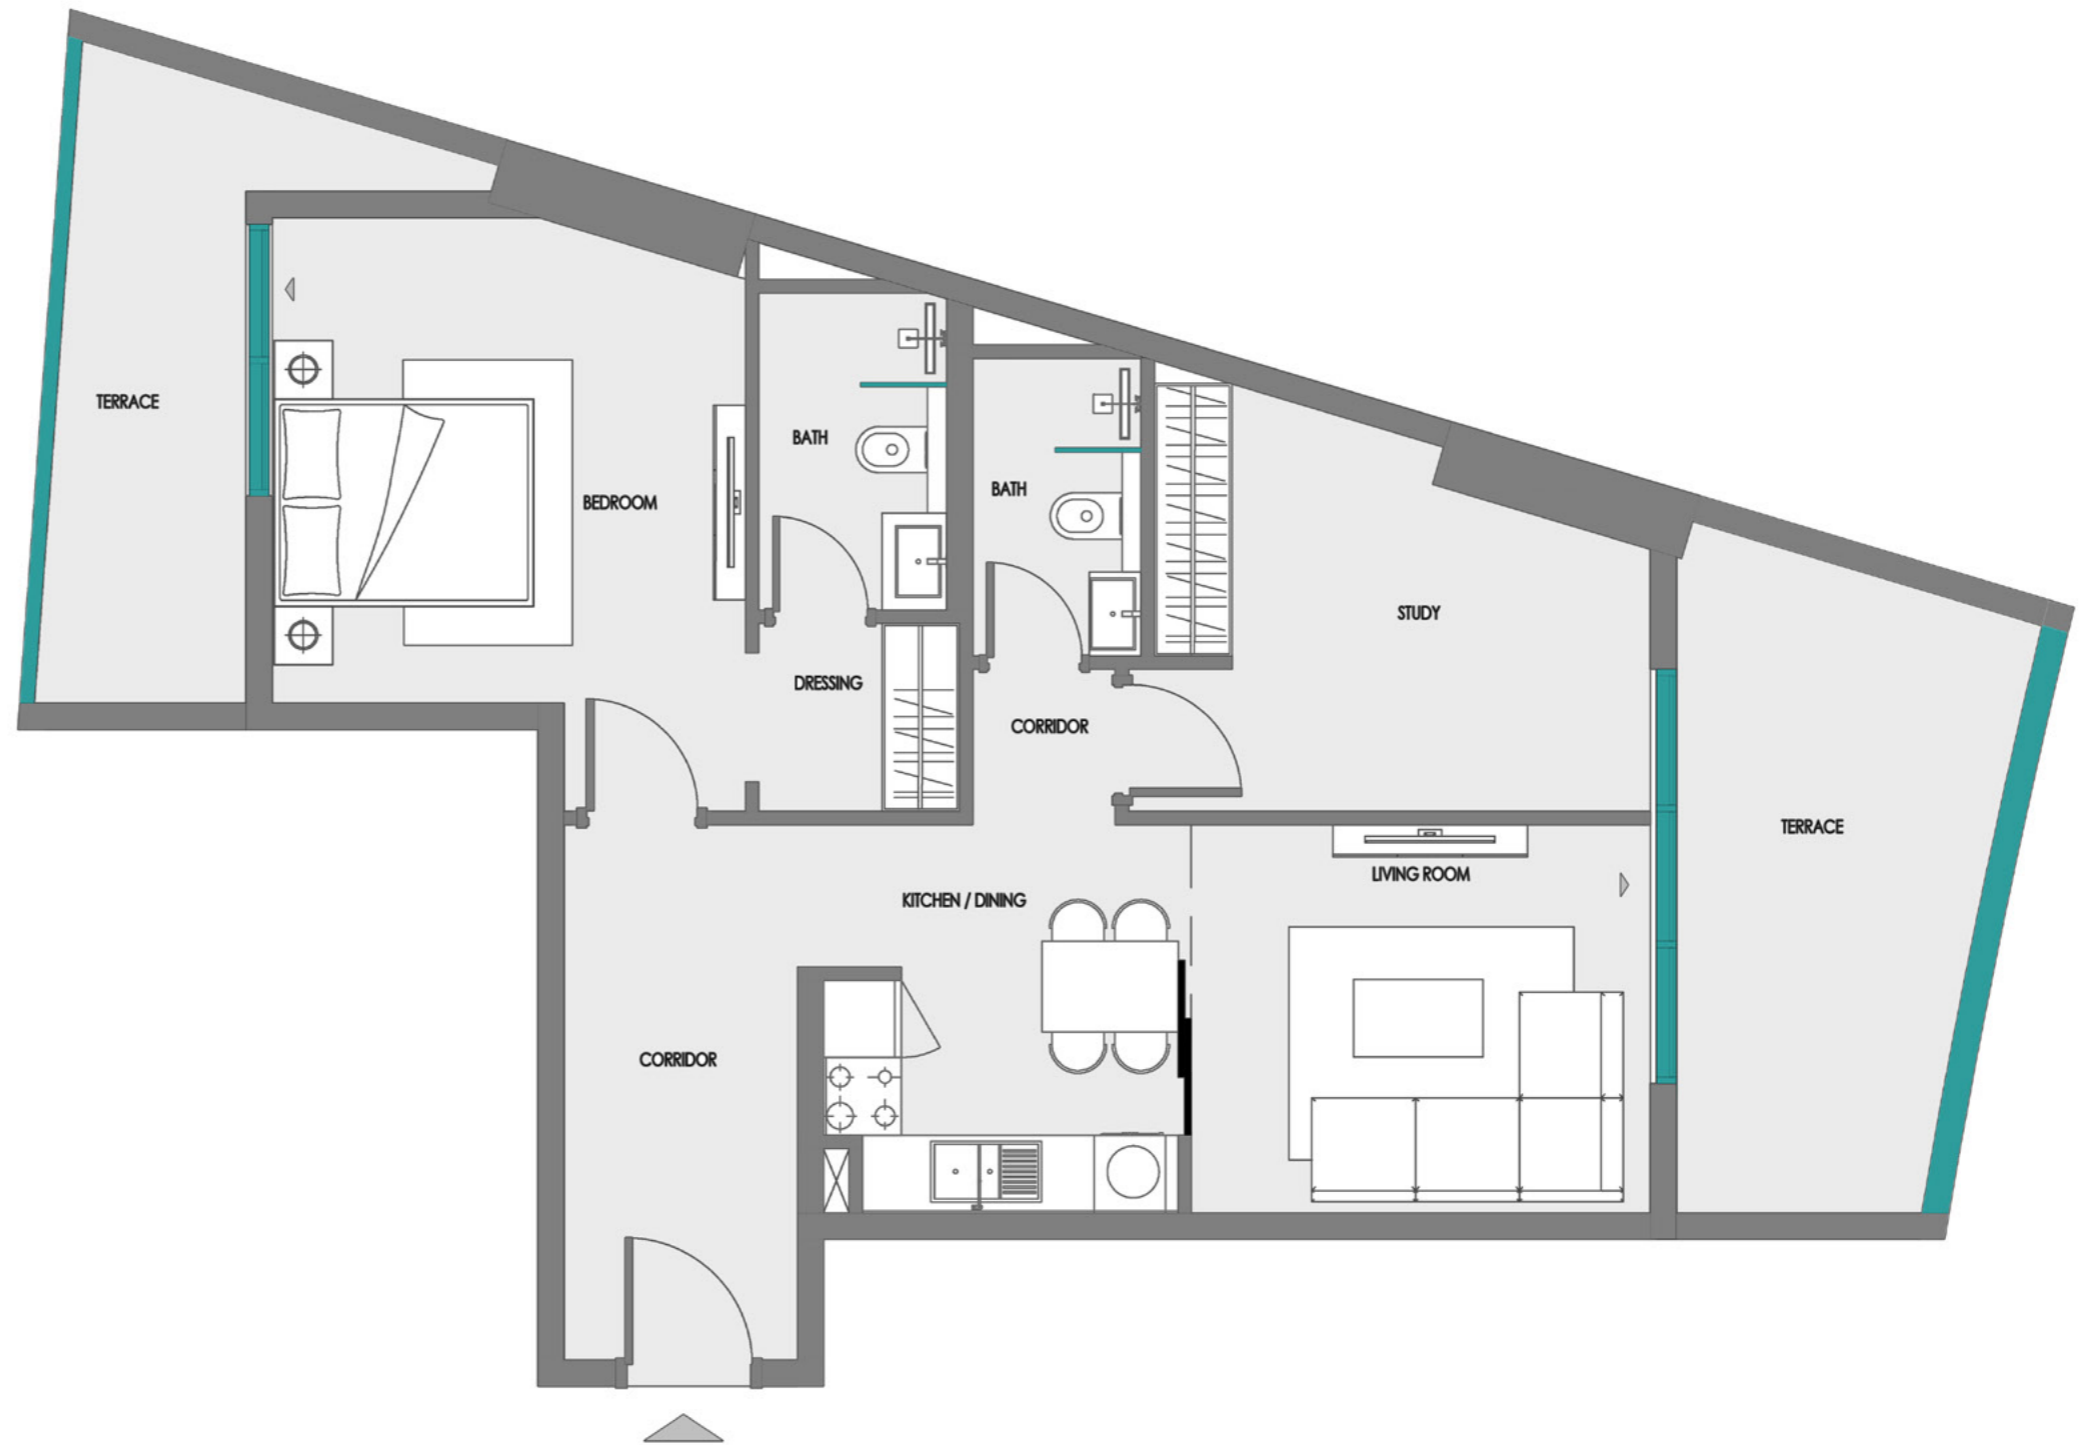 TERRACE
BATH
BEDROOM
BATH
STUDY
DRESSING
CORRIDOR
TERRACE
LIVING ROOM
KITCHEN / DINING
CORRIDOR